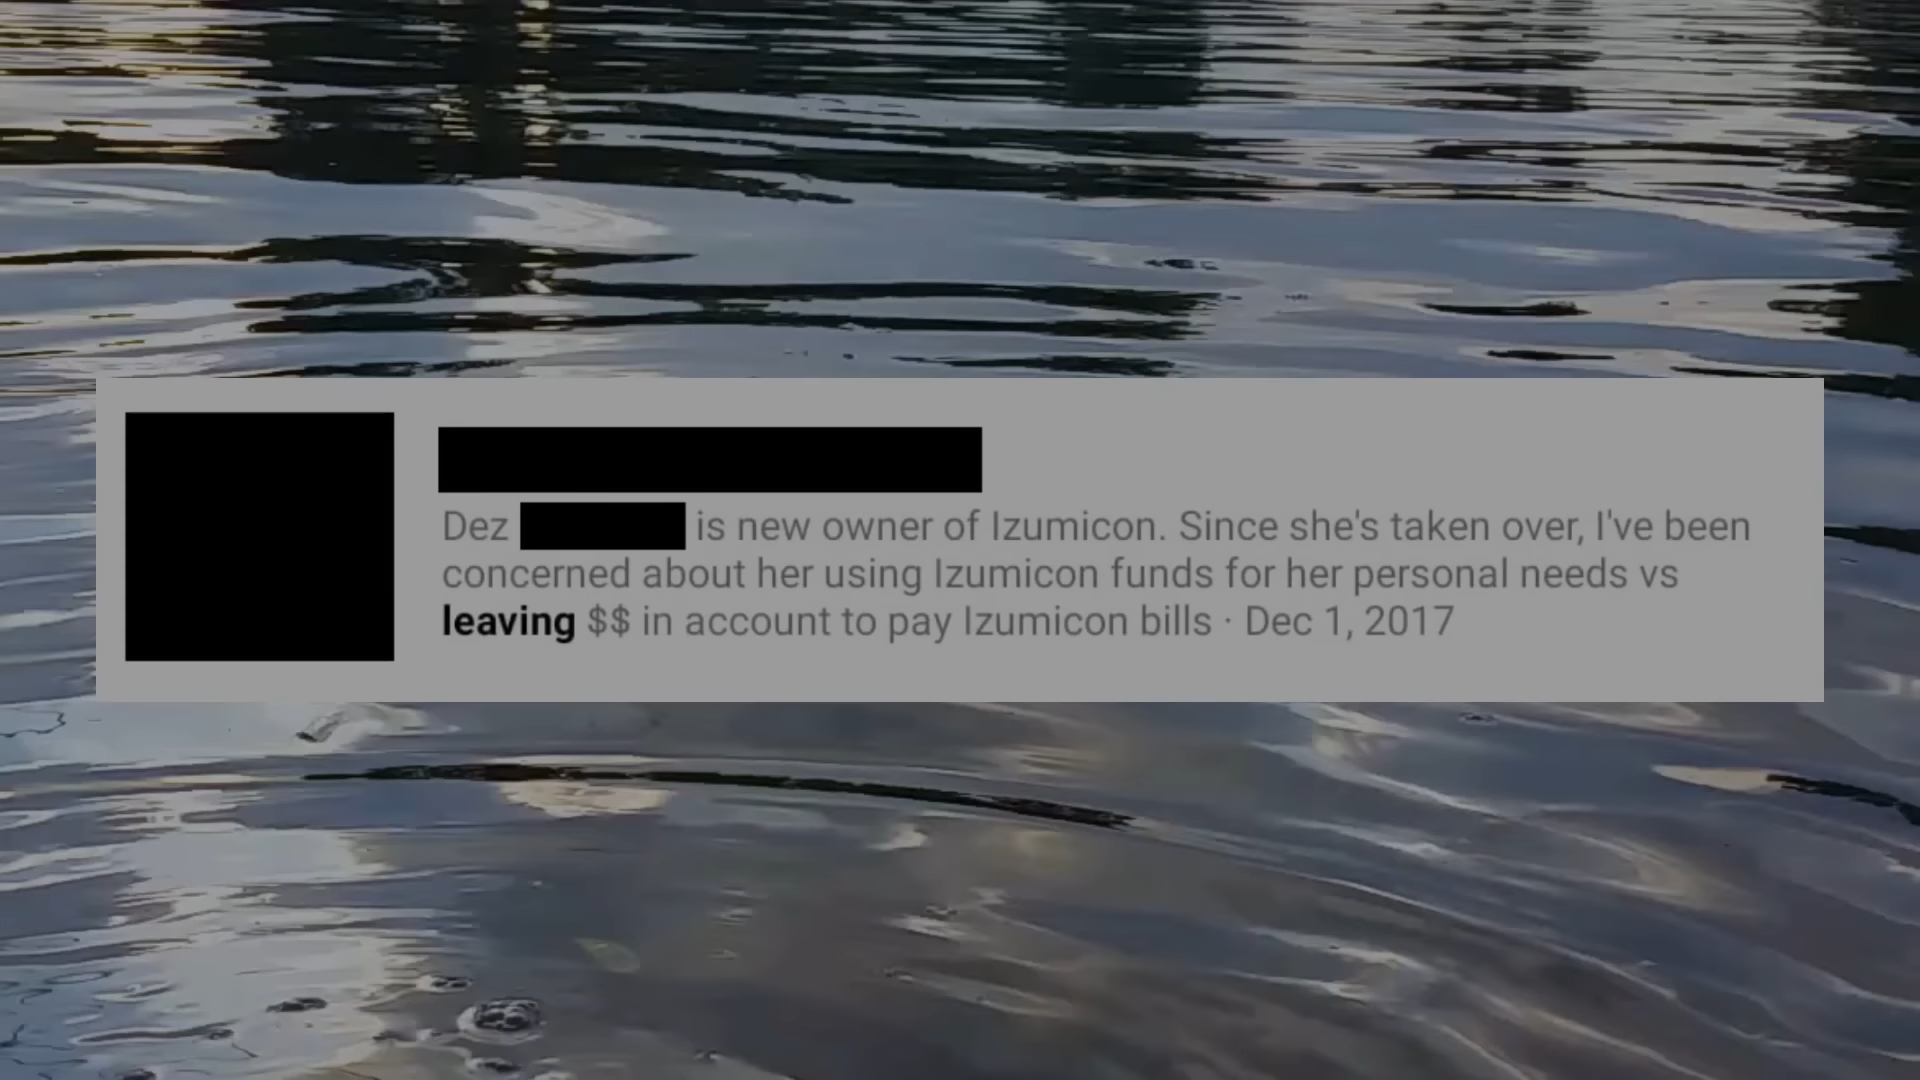 Dez is new owner of Izumicon. Since she's taken over, I've been
concerned about her using Izumicon funds for her personal needs vs
leaving $$ in account to pay Izumicon bills · Dec 1, 2017